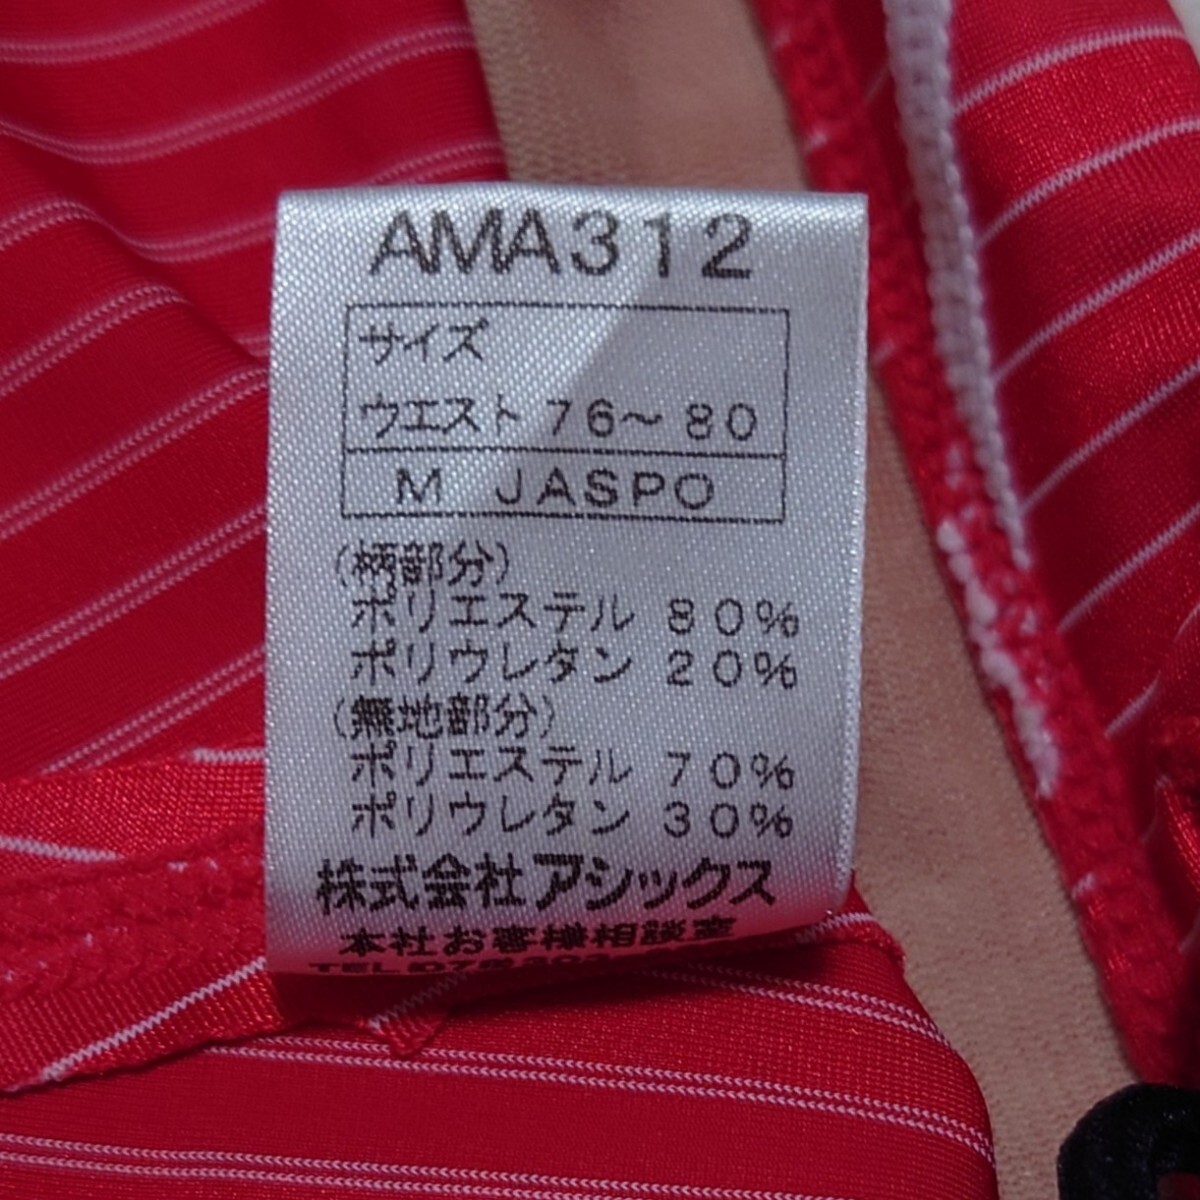 AMA312
サイズ
ウエスト 76～80
M JASPO
(柄部分)
ポリエステル 80%
ポリウレタン 20%
(無地部分)
ポリエステル 70%
ポリウレタン 30%
株式会社アシックス
本社お客様相談室
TEL